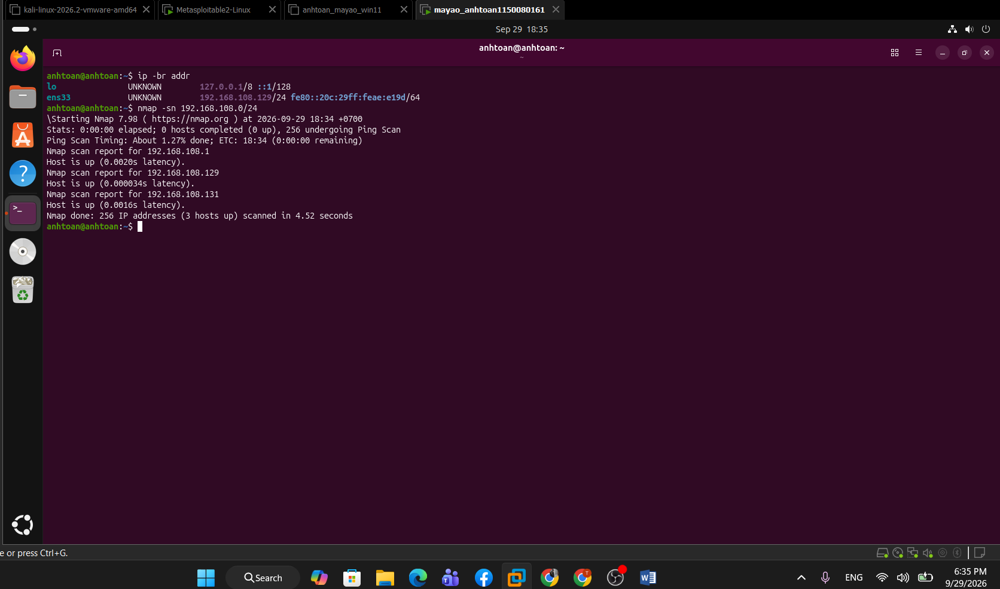 kali-linux-2026.2-vmware-amd64
Metasploitable2-Linux
anhtoan_mayao_win11
mayao_anhtoan1150080161
Sep 29 18:35
anhtoan@anhtoan: ~
~
anhtoan@anhtoan:~$ ip -br addr
lo UNKNOWN 127.0.0.1/8 ::1/128
ens33 UNKNOWN 192.168.108.129/24 fe80::20c:29ff:feae:e19d/64
anhtoan@anhtoan:~$ nmap -sn 192.168.108.0/24
\Starting Nmap 7.98 ( https://nmap.org ) at 2026-09-29 18:34 +0700
Stats: 0:00:00 elapsed; 0 hosts completed (0 up), 256 undergoing Ping Scan
Ping Scan Timing: About 1.27% done; ETC: 18:34 (0:00:00 remaining)
Nmap scan report for 192.168.108.1
Host is up (0.0020s latency).
Nmap scan report for 192.168.108.129
Host is up (0.000034s latency).
Nmap scan report for 192.168.108.131
Host is up (0.0016s latency).
Nmap done: 256 IP addresses (3 hosts up) scanned in 4.52 seconds
anhtoan@anhtoan:~$
e or press Ctrl+G.
Search
ENG
6:35 PM
9/29/2026